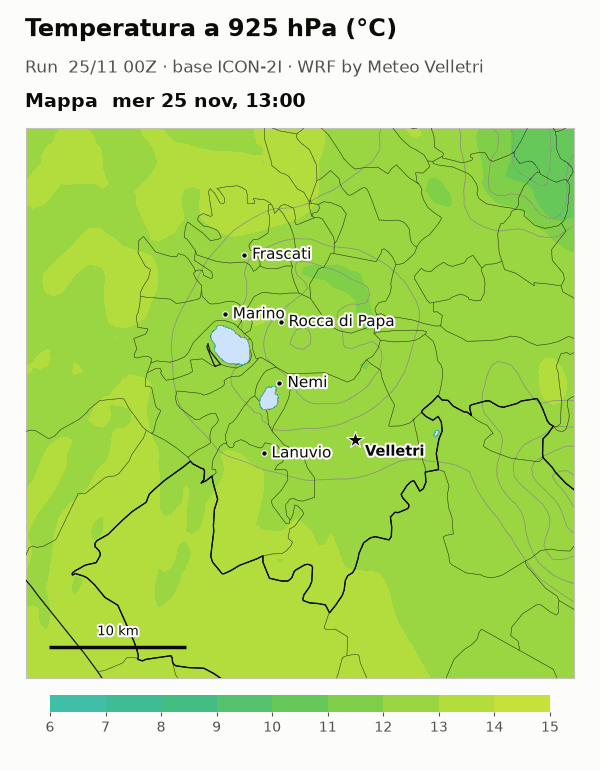 Temperatura a 925 hPa (°C)
Run  25/11 00Z · base ICON-2I · WRF by Meteo Velletri
Mappa  mer 25 nov, 13:00
Frascati
Marino
Rocca di Papa
Nemi
Velletri
Lanuvio
10 km
6 7 8 9 10 11 12 13 14 15